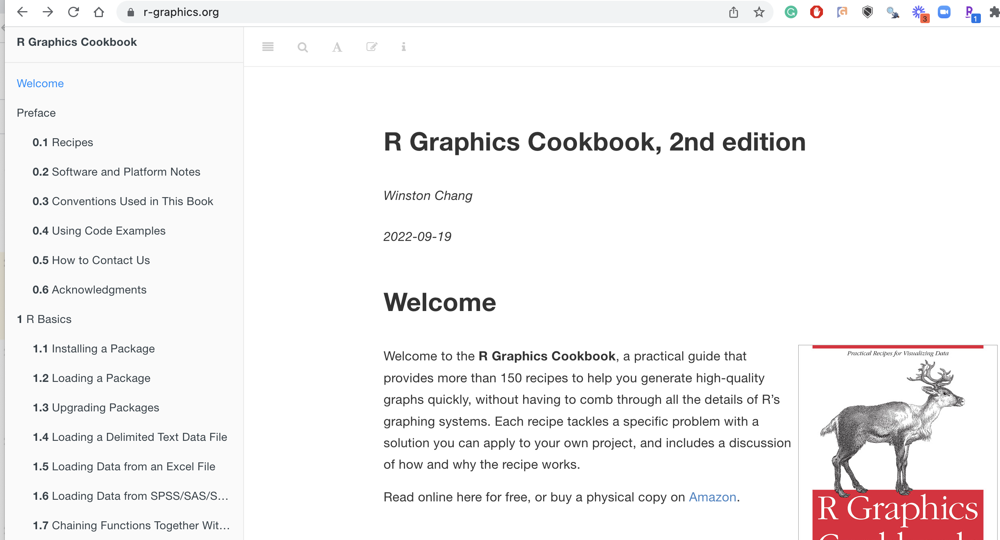 r-graphics.org
3
1
R Graphics Cookbook
Welcome
Preface
0.1 Recipes
0.2 Software and Platform Notes
0.3 Conventions Used in This Book
0.4 Using Code Examples
0.5 How to Contact Us
0.6 Acknowledgments
1 R Basics
1.1 Installing a Package
1.2 Loading a Package
1.3 Upgrading Packages
1.4 Loading a Delimited Text Data File
1.5 Loading Data from an Excel File
1.6 Loading Data from SPSS/SAS/S...
1.7 Chaining Functions Together Wit...
R Graphics Cookbook, 2nd edition
Winston Chang
2022-09-19
Welcome
Welcome to the R Graphics Cookbook, a practical guide that
provides more than 150 recipes to help you generate high-quality
graphs quickly, without having to comb through all the details of R’s
graphing systems. Each recipe tackles a specific problem with a
solution you can apply to your own project, and includes a discussion
of how and why the recipe works.
Read online here for free, or buy a physical copy on Amazon.
Practical Recipes for Visualizing Data
R Graphics